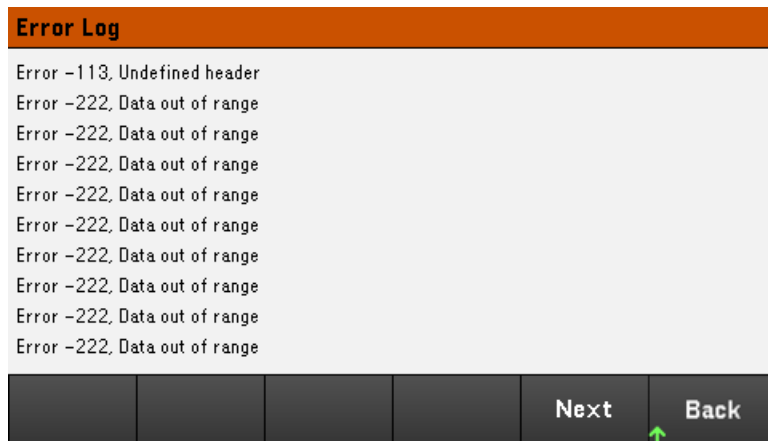 Error Log
Error -113, Undefined header
Error -222, Data out of range
Error -222, Data out of range
Error -222, Data out of range
Error -222, Data out of range
Error -222, Data out of range
Error -222, Data out of range
Error -222, Data out of range
Error -222, Data out of range
Error -222, Data out of range
Next
Back